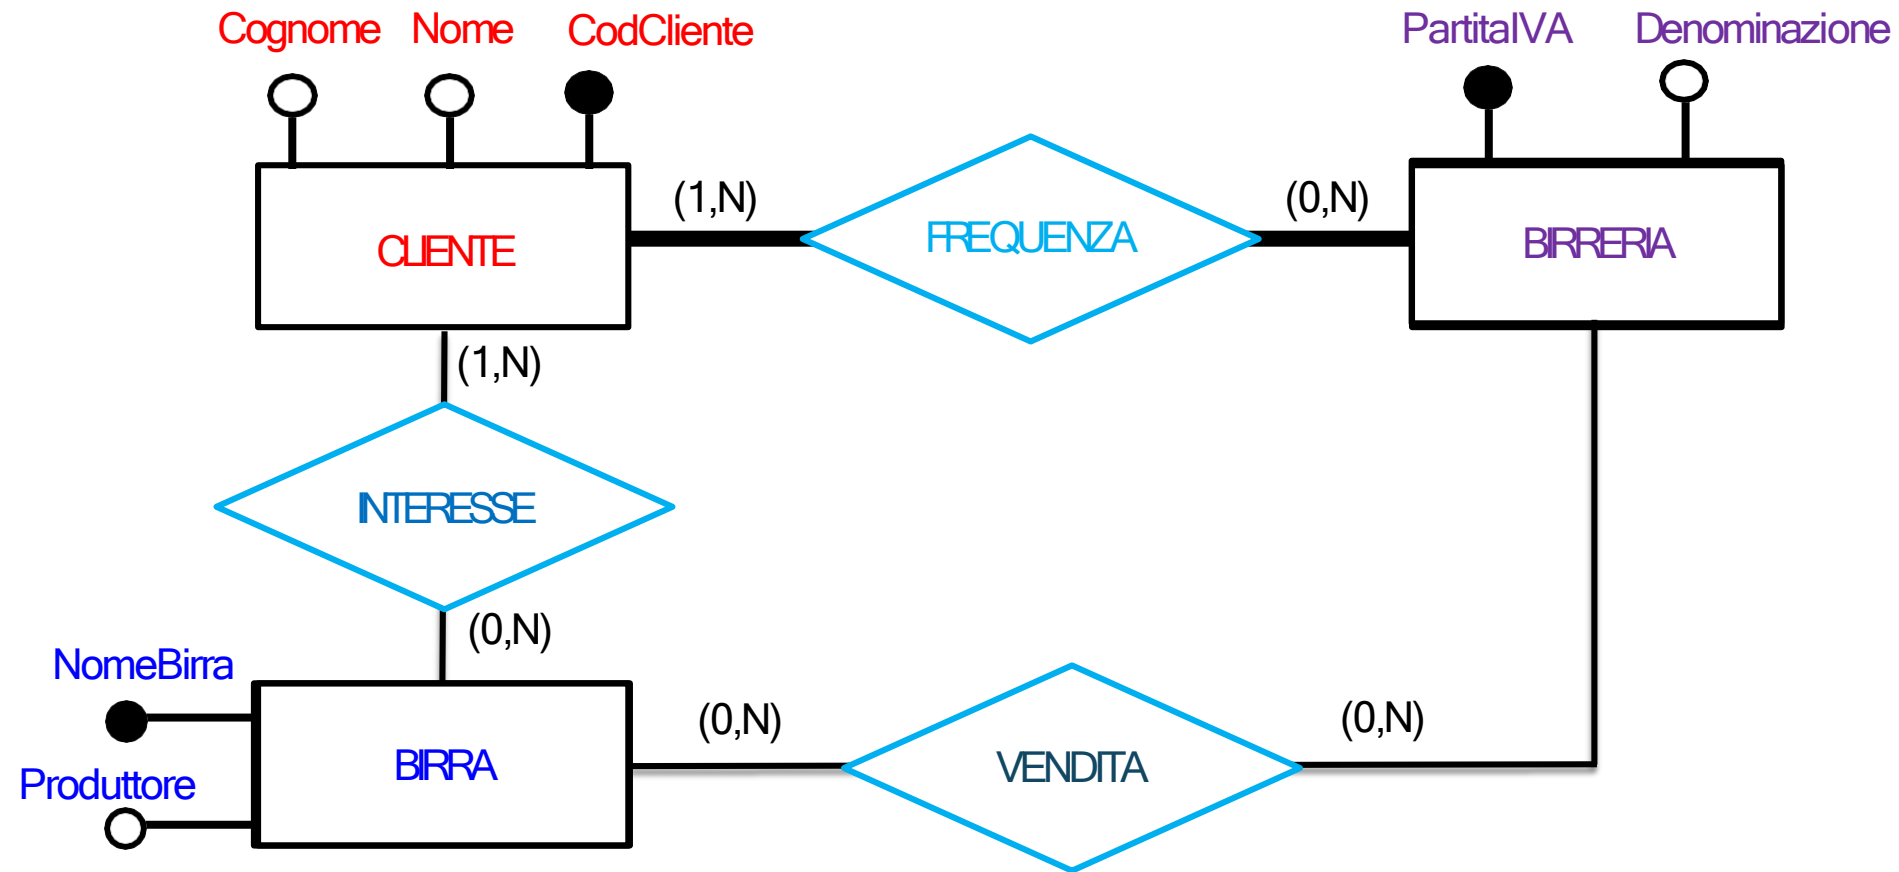 Cognome Nome CodCliente
PartitaIVA Denominazione
(1,N) (0,N)
CLIENTE FREQUENZA BIRRERIA
(1,N)
INTERESSE
(0,N)
NomeBirra
(0,N) (0,N)
BIRRA VENDITA
Produttore